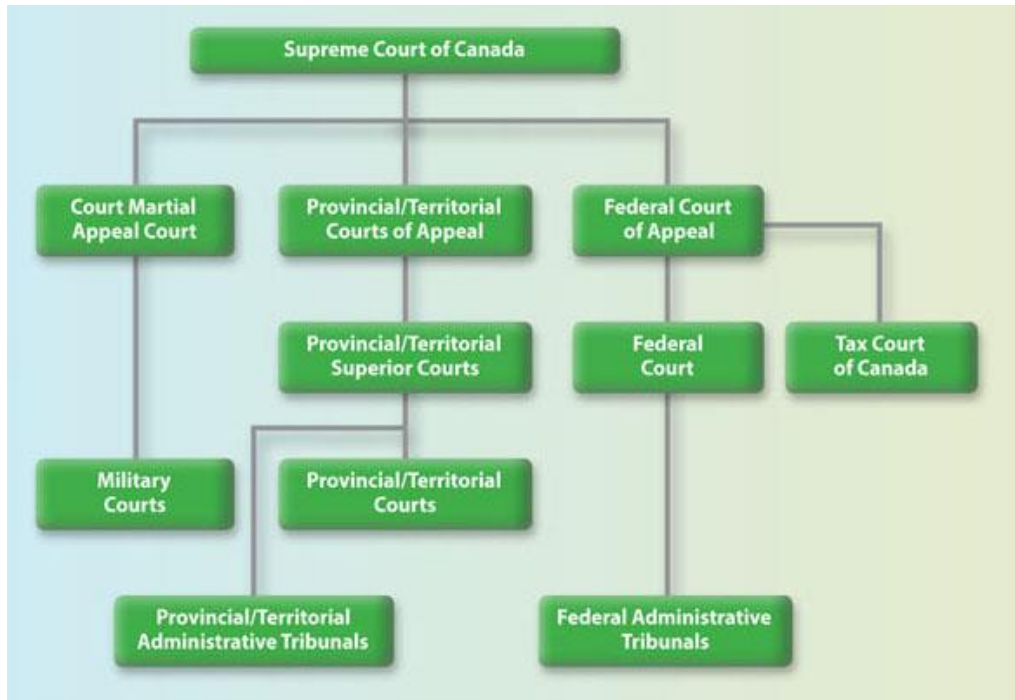 Supreme Court of Canada
Court Martial
Appeal Court
Provincial/Territorial
Courts of Appeal
Federal Court
of Appeal
Provincial/Territorial
Superior Courts
Federal
Court
Tax Court
of Canada
Military
Courts
Provincial/Territorial
Courts
Provincial/Territorial
Administrative Tribunals
Federal Administrative
Tribunals